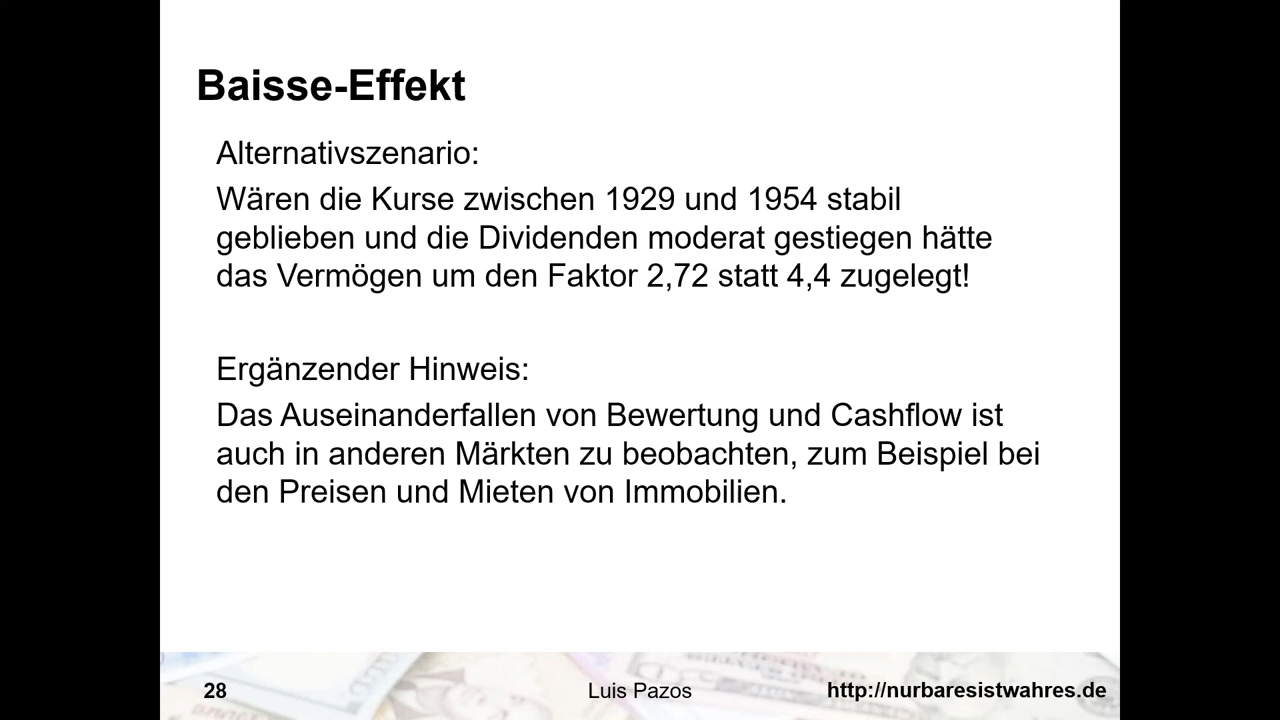 Baisse-Effekt
Alternativszenario:
Wären die Kurse zwischen 1929 und 1954 stabil
geblieben und die Dividenden moderat gestiegen hätte
das Vermögen um den Faktor 2,72 statt 4,4 zugelegt!
Ergänzender Hinweis:
Das Auseinanderfallen von Bewertung und Cashflow ist
auch in anderen Märkten zu beobachten, zum Beispiel bei
den Preisen und Mieten von Immobilien.
28
Luis Pazos
http://nurbaresistwahres.de